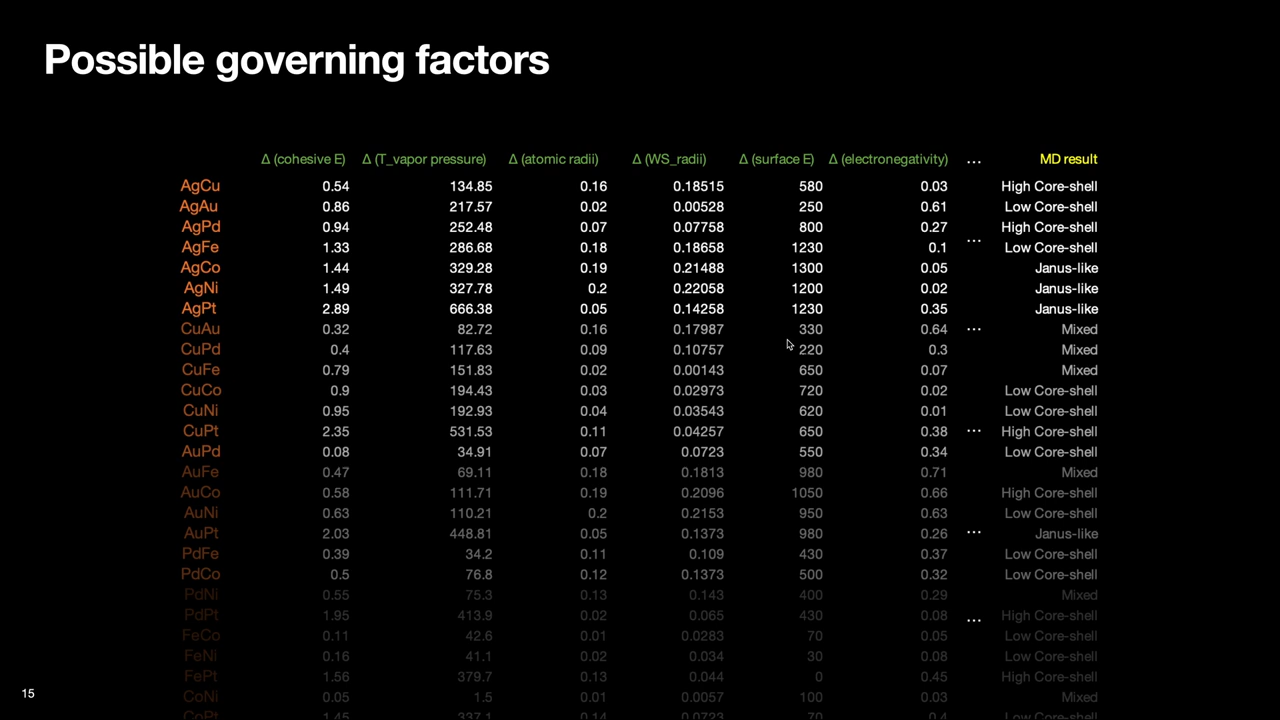 Possible governing factors
Δ (cohesive E) Δ (T_vapor pressure) Δ (atomic radii) Δ (WS_radii) Δ (surface E) Δ (electronegativity) ... MD result
AgCu 0.54 134.85 0.16 0.18515 580 0.03 High Core-shell
AgAu 0.86 217.57 0.02 0.00528 250 0.61 Low Core-shell
AgPd 0.94 252.48 0.07 0.07758 800 0.27 High Core-shell
AgFe 1.33 286.68 0.18 0.18658 1230 0.1 ... Low Core-shell
AgCo 1.44 329.28 0.19 0.21488 1300 0.05 Janus-like
AgNi 1.49 327.78 0.2 0.22058 1200 0.02 Janus-like
AgPt 2.89 666.38 0.05 0.14258 1230 0.35 Janus-like
CuAu 0.32 82.72 0.16 0.17987 330 0.64 ... Mixed
CuPd 0.4 117.63 0.09 0.10757 220 0.3 Mixed
CuFe 0.79 151.83 0.02 0.00143 650 0.07 Mixed
CuCo 0.9 194.43 0.03 0.02973 720 0.02 Low Core-shell
CuNi 0.95 192.93 0.04 0.03543 620 0.01 Low Core-shell
CuPt 2.35 531.53 0.11 0.04257 650 0.38 ... High Core-shell
AuPd 0.08 34.91 0.07 0.0723 550 0.34 Low Core-shell
AuFe 0.47 69.11 0.18 0.1813 980 0.71 Mixed
AuCo 0.58 111.71 0.19 0.2096 1050 0.66 High Core-shell
AuNi 0.63 110.21 0.2 0.2153 950 0.63 Low Core-shell
AuPt 2.03 448.81 0.05 0.1373 980 0.26 ... Janus-like
PdFe 0.39 34.2 0.11 0.109 430 0.37 Low Core-shell
PdCo 0.5 76.8 0.12 0.1373 500 0.32 Low Core-shell
PdNi 0.55 75.3 0.13 0.143 400 0.29 Mixed
PdPt 1.95 413.9 0.02 0.065 430 0.08 ... High Core-shell
FeCo 0.11 42.6 0.01 0.0283 70 0.05 Low Core-shell
FeNi 0.16 41.1 0.02 0.034 30 0.08 Low Core-shell
FePt 1.56 379.7 0.13 0.044 0 0.45 High Core-shell
CoNi 0.05 1.5 0.01 0.0057 100 0.03 Mixed
CoPt 1.45 337.1 0.14 0.0723 70 0.4 Low Core-shell
15